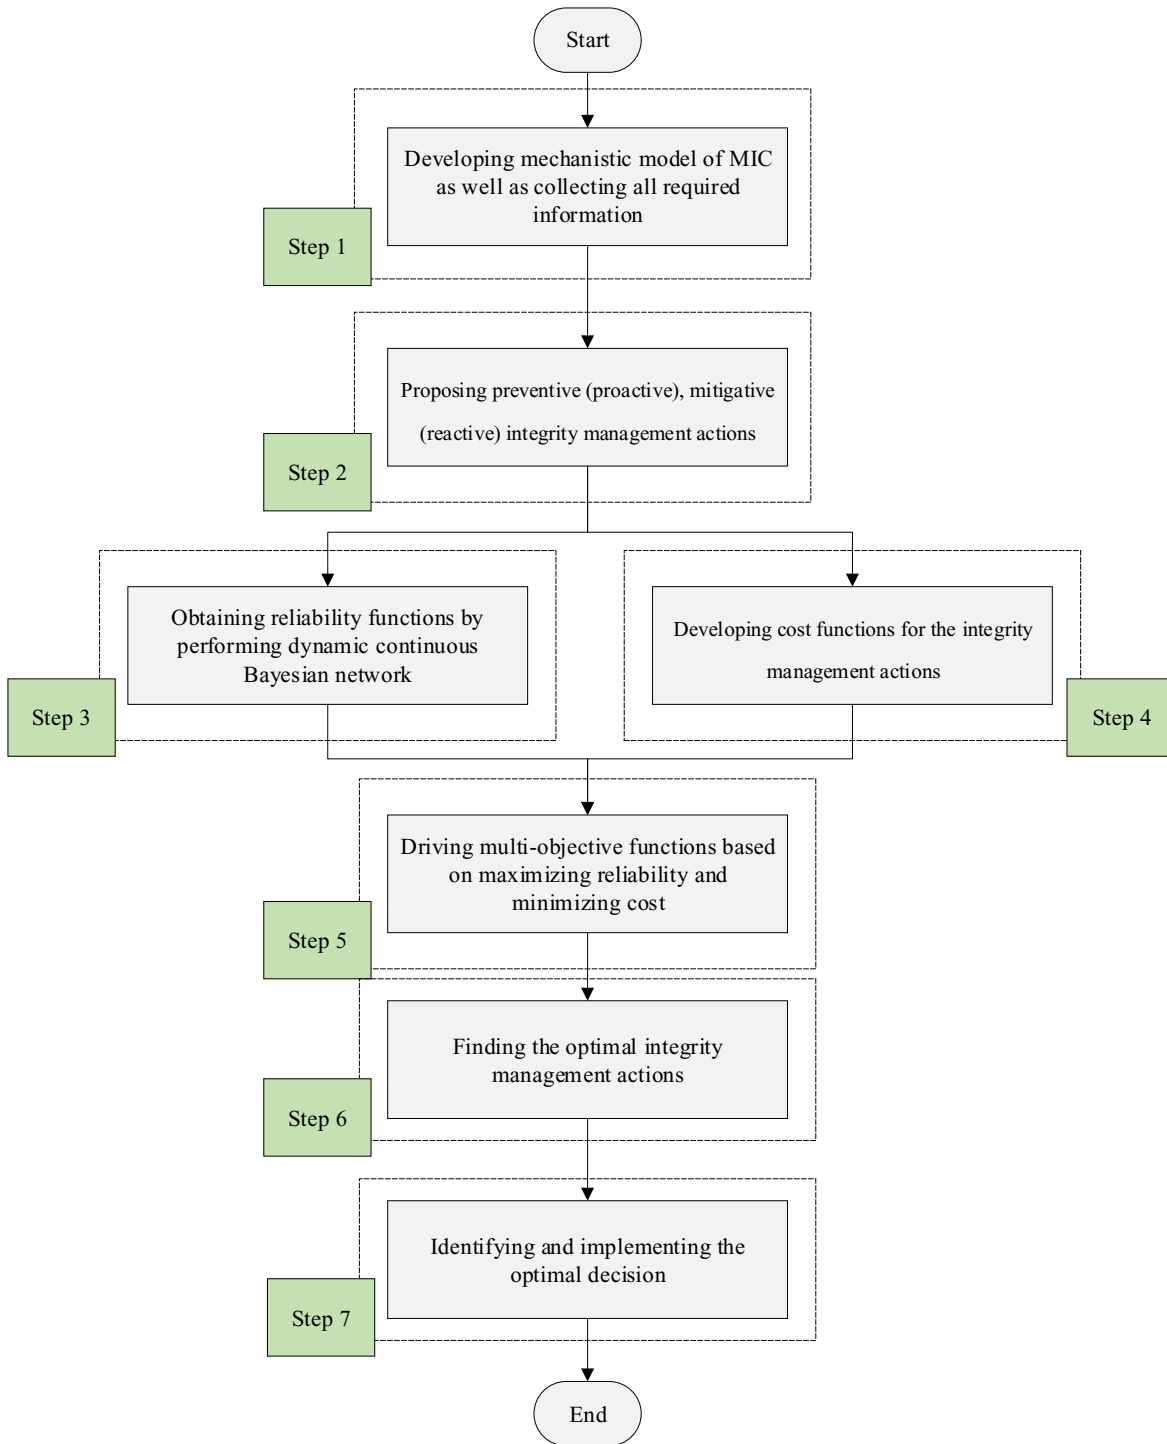 Start
Developing mechanistic model of MIC
as well as collecting all required
information
Step 1
Proposing preventive (proactive), mitigative
(reactive) integrity management actions
Step 2
Obtaining reliability functions by
performing dynamic continuous
Bayesian network
Step 3
Developing cost functions for the integrity
management actions
Step 4
Driving multi-objective functions based
on maximizing reliability and
minimizing cost
Step 5
Finding the optimal integrity
management actions
Step 6
Identifying and implementing the
optimal decision
Step 7
End